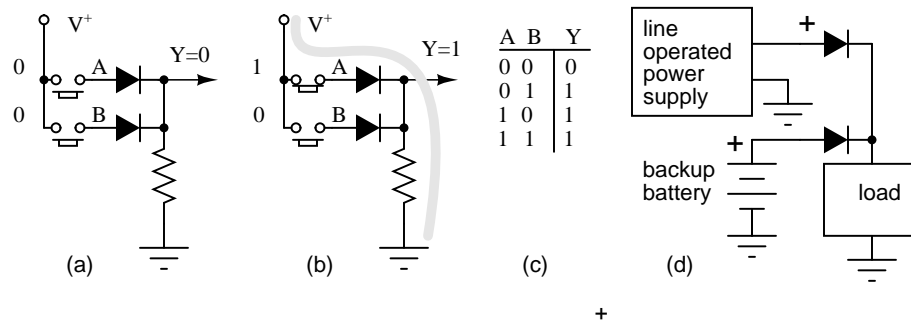 V+
0
A
Y=0
0
B
(a)
V+
1
A
Y=1
0
B
(b)
A B Y
0 0 0
0 1 1
1 0 1
1 1 1
(c)
line
operated
power
supply
+
+
backup
battery
load
(d)
+